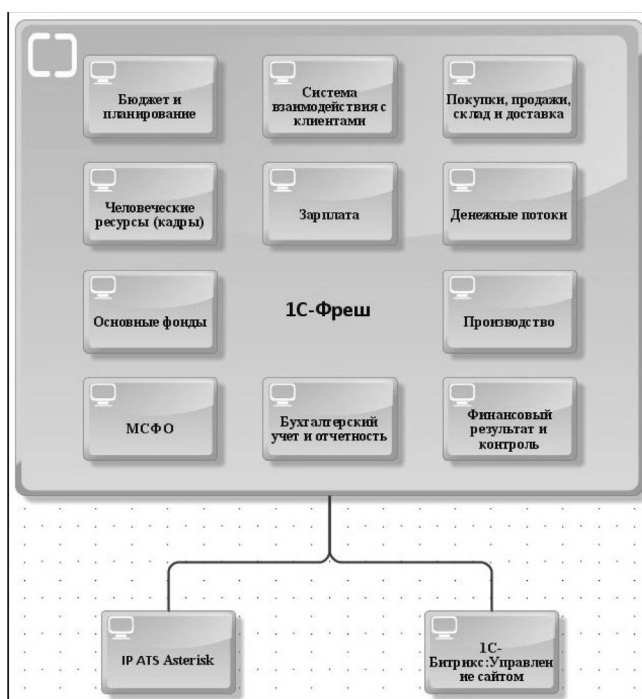 Бюджет и
планирование
Система
взаимодействия с
клиентами
Покупки, продажи,
склад и доставка
Человеческие
ресурсы (кадры)
Зарплата
Денежные потоки
Основные фонды
1С-Фреш
Производство
МСФО
Бухгалтерский
учет и отчетность
Финансовый
результат и
контроль
IP ATS Asterisk
1С-
Битрикс:Управлен
ие сайтом